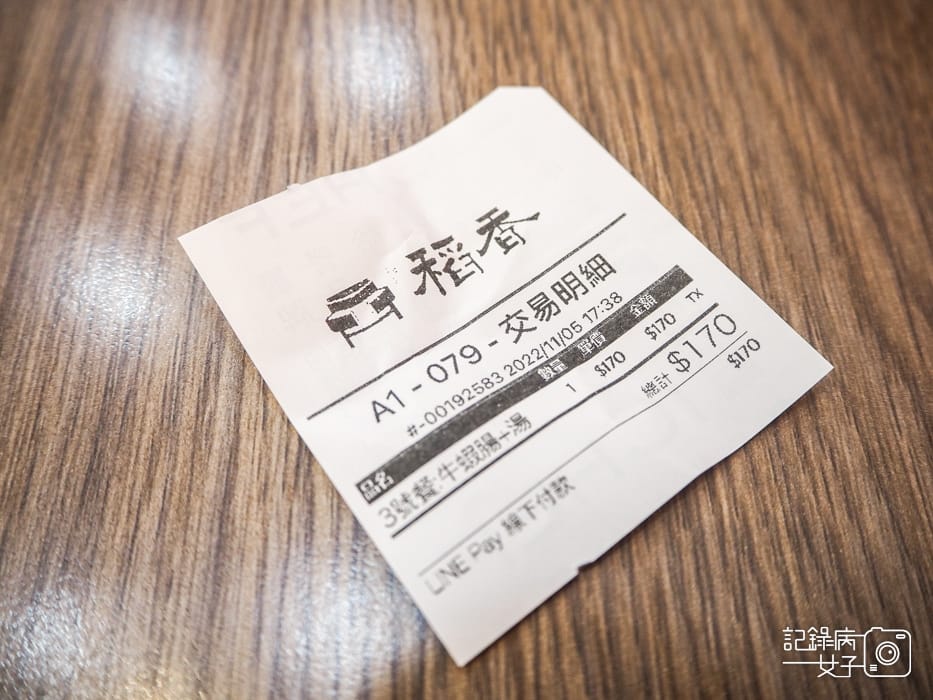 稻香
A1 - 079 - 交易明細
#-00192583 2022/11/05 17:38
品名 數量 單價 金額
3號餐:牛蝦腸+湯 1 $170 $170 TX
總計 $170
LINE Pay 線下付款 $170
記錄病
女子